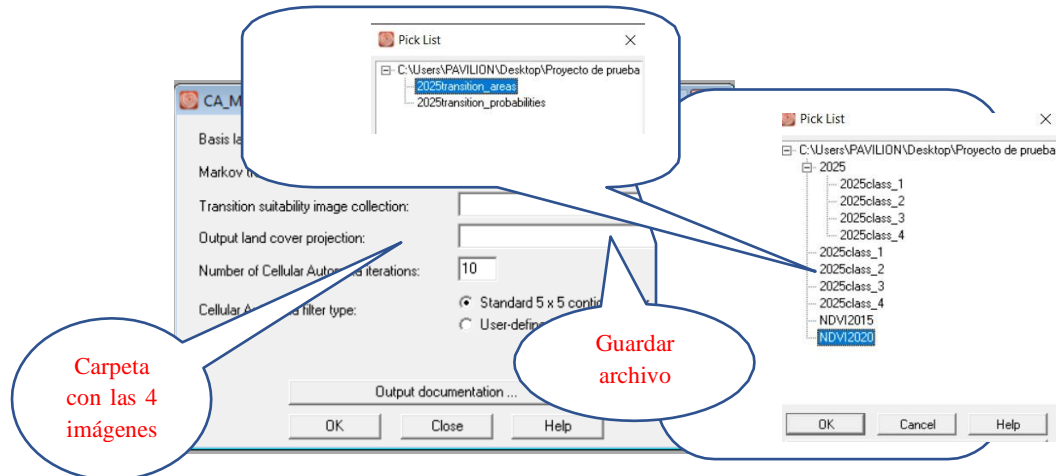 Pick List
C:\Users\PAVILION\Desktop\Proyecto de prueba
2025transition_areas
2025transition_probabilities
CA_M
Basis la
Markov
Transition suitability image collection:
Output land cover projection:
Number of Cellular Autom iterations:
10
Cellular A filter type:
Standard 5 x 5 contig
User-define
Output documentation ...
OK
Close
Help
Carpeta
con las 4
imágenes
Guardar
archivo
Pick List
C:\Users\PAVILION\Desktop\Proyecto de prueba
2025
2025class_1
2025class_2
2025class_3
2025class_4
2025class_1
2025class_2
2025class_3
2025class_4
NDVI2015
NDVI2020
OK
Cancel
Help